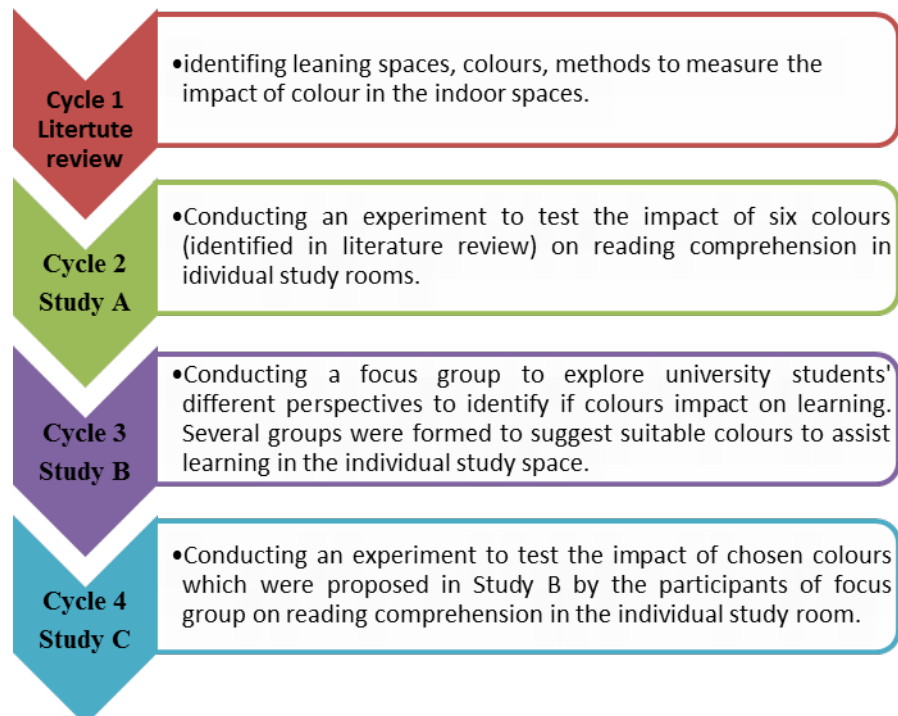 Cycle 1
Litertute
review
•identifing leaning spaces, colours, methods to measure the
impact of colour in the indoor spaces.
Cycle 2
Study A
•Conducting an experiment to test the impact of six colours
(identified in literature review) on reading comprehension in
idividual study rooms.
Cycle 3
Study B
•Conducting a focus group to explore university students'
different perspectives to identify if colours impact on learning.
Several groups were formed to suggest suitable colours to assist
learning in the individual study space.
Cycle 4
Study C
•Conducting an experiment to test the impact of chosen colours
which were proposed in Study B by the participants of focus
group on reading comprehension in the individual study room.